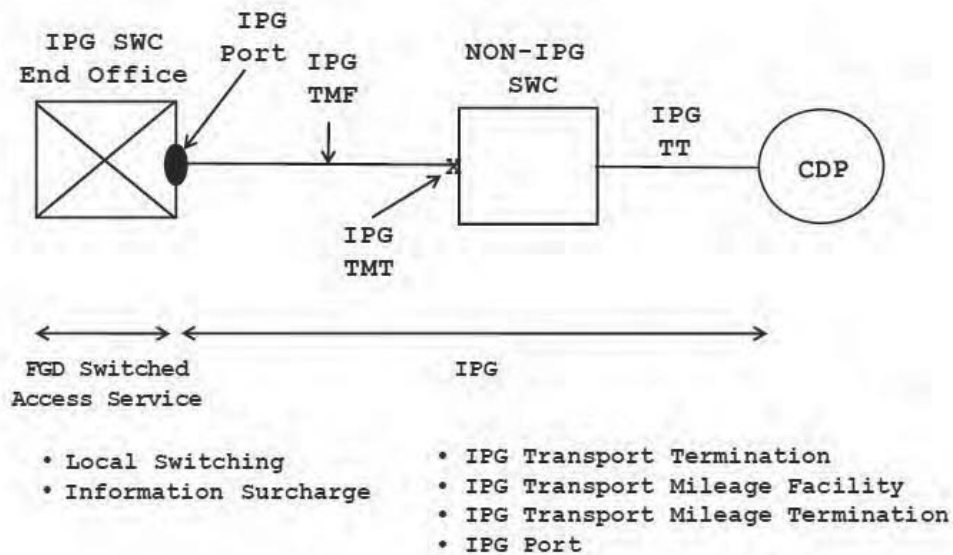 IPG SWC
End Office
IPG
Port
IPG
TMF
NON-IPG
SWC
IPG
TT
CDP
X
IPG
TMT
FGD Switched
Access Service
IPG
• Local Switching
• Information Surcharge
• IPG Transport Termination
• IPG Transport Mileage Facility
• IPG Transport Mileage Termination
• IPG Port